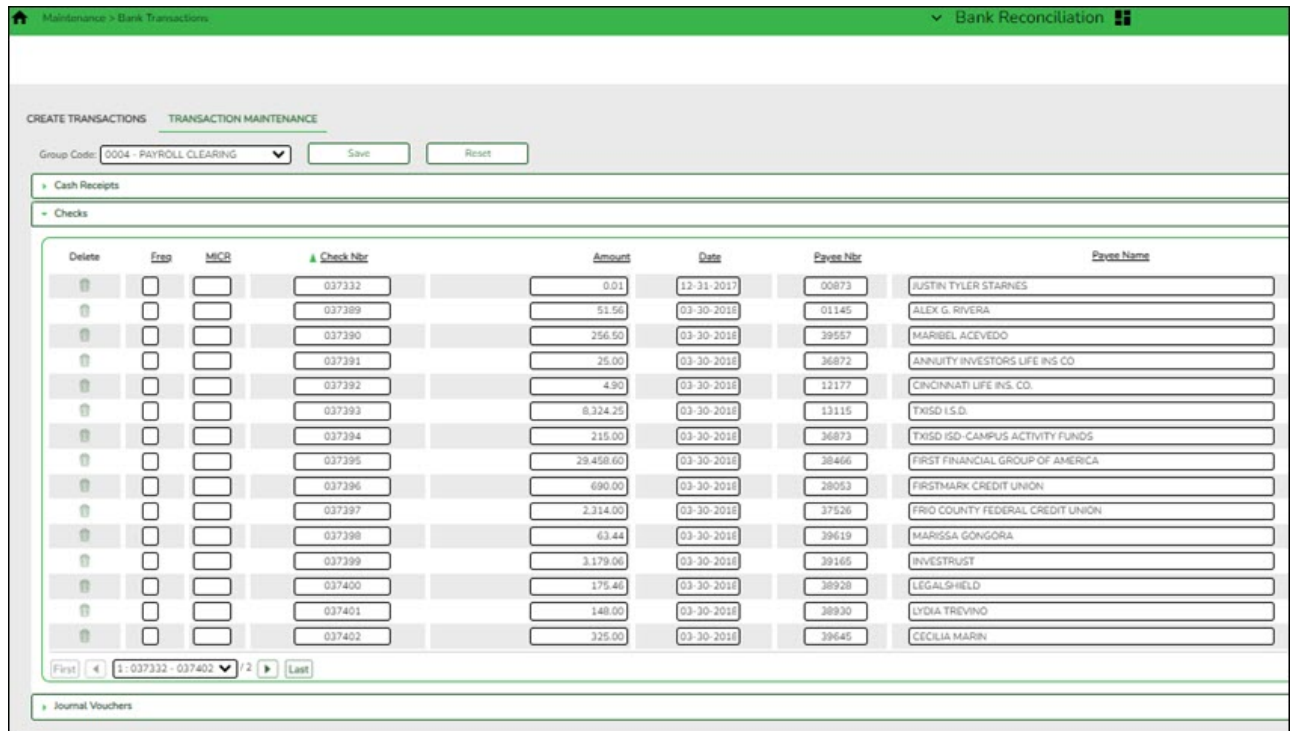 Maintenance > Bank Transactions Bank Reconciliation
CREATE TRANSACTIONS TRANSACTION MAINTENANCE
Group Code: 0004 - PAYROLL CLEARING Save Reset
Cash Receipts
Checks
Delete Freq MICR Check Nbr Amount Date Payee Nbr Payee Name
037332 0.01 12-31-2017 00873 JUSTIN TYLER STARNES
037389 51.56 03-30-2018 01145 ALEX G. RIVERA
037390 256.50 03-30-2018 39557 MARIBEL ACEVEDO
037391 25.00 03-30-2018 36872 ANNUITY INVESTORS LIFE INS CO
037392 4.90 03-30-2018 12177 CINCINNATI LIFE INS. CO.
037393 8,324.25 03-30-2018 13115 TXISD I.S.D.
037394 215.00 03-30-2018 36873 TXISD ISD-CAMPUS ACTIVITY FUNDS
037395 29,458.60 03-30-2018 38466 FIRST FINANCIAL GROUP OF AMERICA
037396 690.00 03-30-2018 28053 FIRSTMARK CREDIT UNION
037397 2,314.00 03-30-2018 37526 FRIO COUNTY FEDERAL CREDIT UNION
037398 63.44 03-30-2018 39619 MARISSA GONGORA
037399 3,179.06 03-30-2018 39165 INVESTRUST
037400 175.46 03-30-2018 38928 LEGALSHIELD
037401 148.00 03-30-2018 38930 LYDIA TREVINO
037402 325.00 03-30-2018 39645 CECILIA MARIN
First 1 : 037332 - 037402 / 2 Last
Journal Vouchers